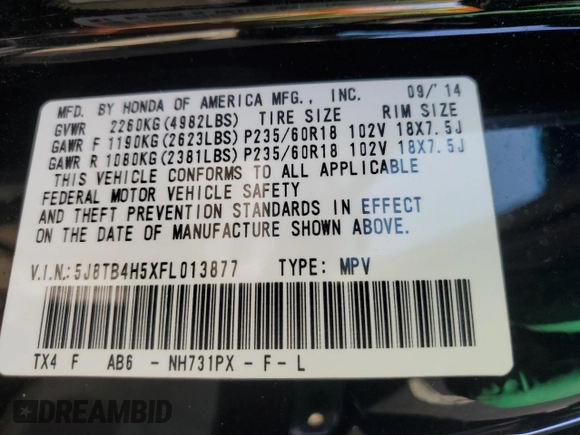 MFD. BY HONDA OF AMERICA MFG., INC. 09/'14
GVWR 2260KG(4982LBS) TIRE SIZE RIM SIZE
GAWR F 1190KG(2623LBS) P235/60R18 102V 18X7.5J
GAWR R 1080KG(2381LBS) P235/60R18 102V 18X7.5J
THIS VEHICLE CONFORMS TO ALL APPLICABLE
FEDERAL MOTOR VEHICLE SAFETY
AND THEFT PREVENTION STANDARDS IN EFFECT
ON THE DATE OF MANUFACTURE SHOWN ABOVE.
V.I.N.: 5J8TB4H5XFL013877 TYPE: MPV
TX4 F AB6 - NH731PX - F - L
DREAMBID